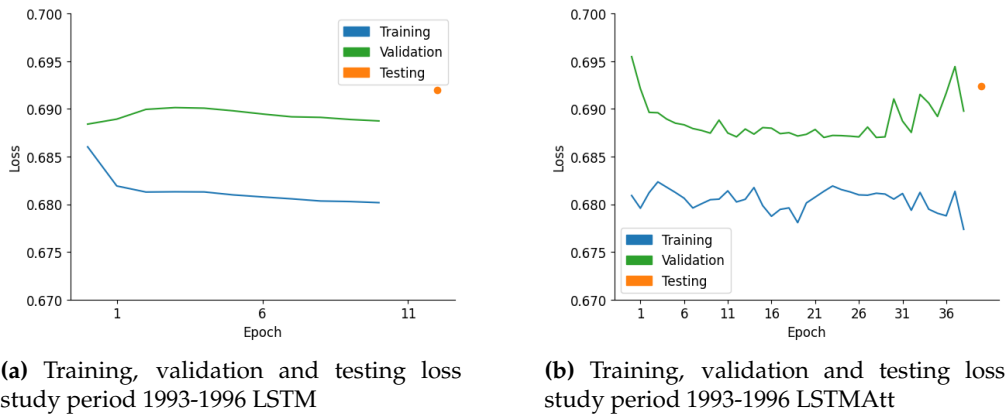 0.700
0.695
0.690
0.685
0.680
0.675
0.670
Loss
1
6
11
Epoch
Training
Validation
Testing
(a) Training, validation and testing loss
study period 1993-1996 LSTM
0.700
0.695
0.690
0.685
0.680
0.675
0.670
Loss
Training
Validation
Testing
1
6
11
16
21
26
31
36
Epoch
(b) Training, validation and testing loss
study period 1993-1996 LSTMAtt